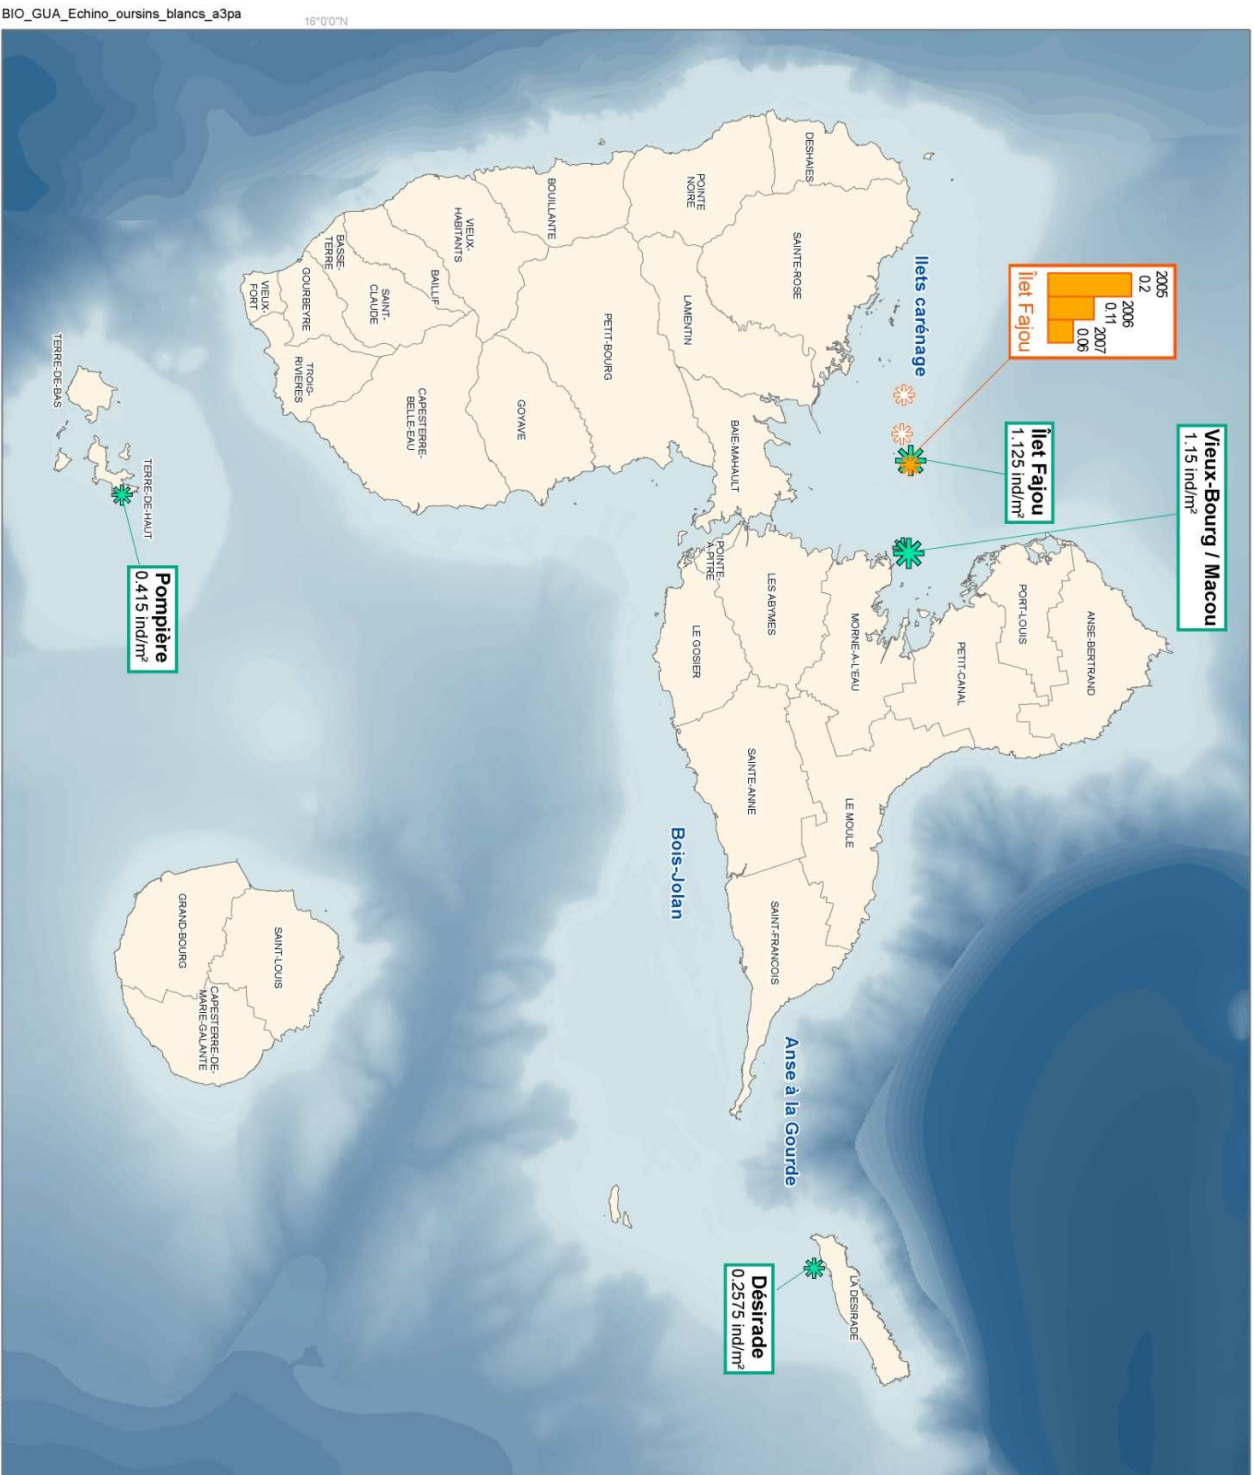 BIO_GUA_Echino_oursins_blancs_a3pa
16°0'0"N
Vieux-Bourg / Macou
1.15 ind/m²
2005
0.2
2006
0.11
2007
0.06
Îlet Fajou
Îlet Fajou
1.125 ind/m²
Ilets carénage
ANSE-BERTRAND
PORT-LOUIS
PETIT-CANAL
MORNE-A-L'EAU
LES ABYMES
POINTE-
A-PITRE
LE GOSIER
SAINTE-ANNE
LE MOULE
SAINT-FRANCOIS
Anse à la Gourde
Bois-Jolan
LA DESIRADE
Désirade
0.2575 ind/m²
DESHAIES
SAINTE-ROSE
POINTE
NOIRE
LAMENTIN
BAIE-MAHAULT
BOUILLANTE
PETIT-BOURG
VIEUX-
HABITANTS
GOYAVE
BAILLIF
CAPESTERRE-
BELLE-EAU
SAINT-
CLAUDE
BASSE-
TERRE
GOURBEYRE
TROIS-
RIVIERES
VIEUX-
FORT
SAINT-LOUIS
GRAND-BOURG
CAPESTERRE-DE-
MARIE-GALANTE
TERRE-DE-HAUT
TERRE-DE-BAS
Pompière
0.415 ind/m²